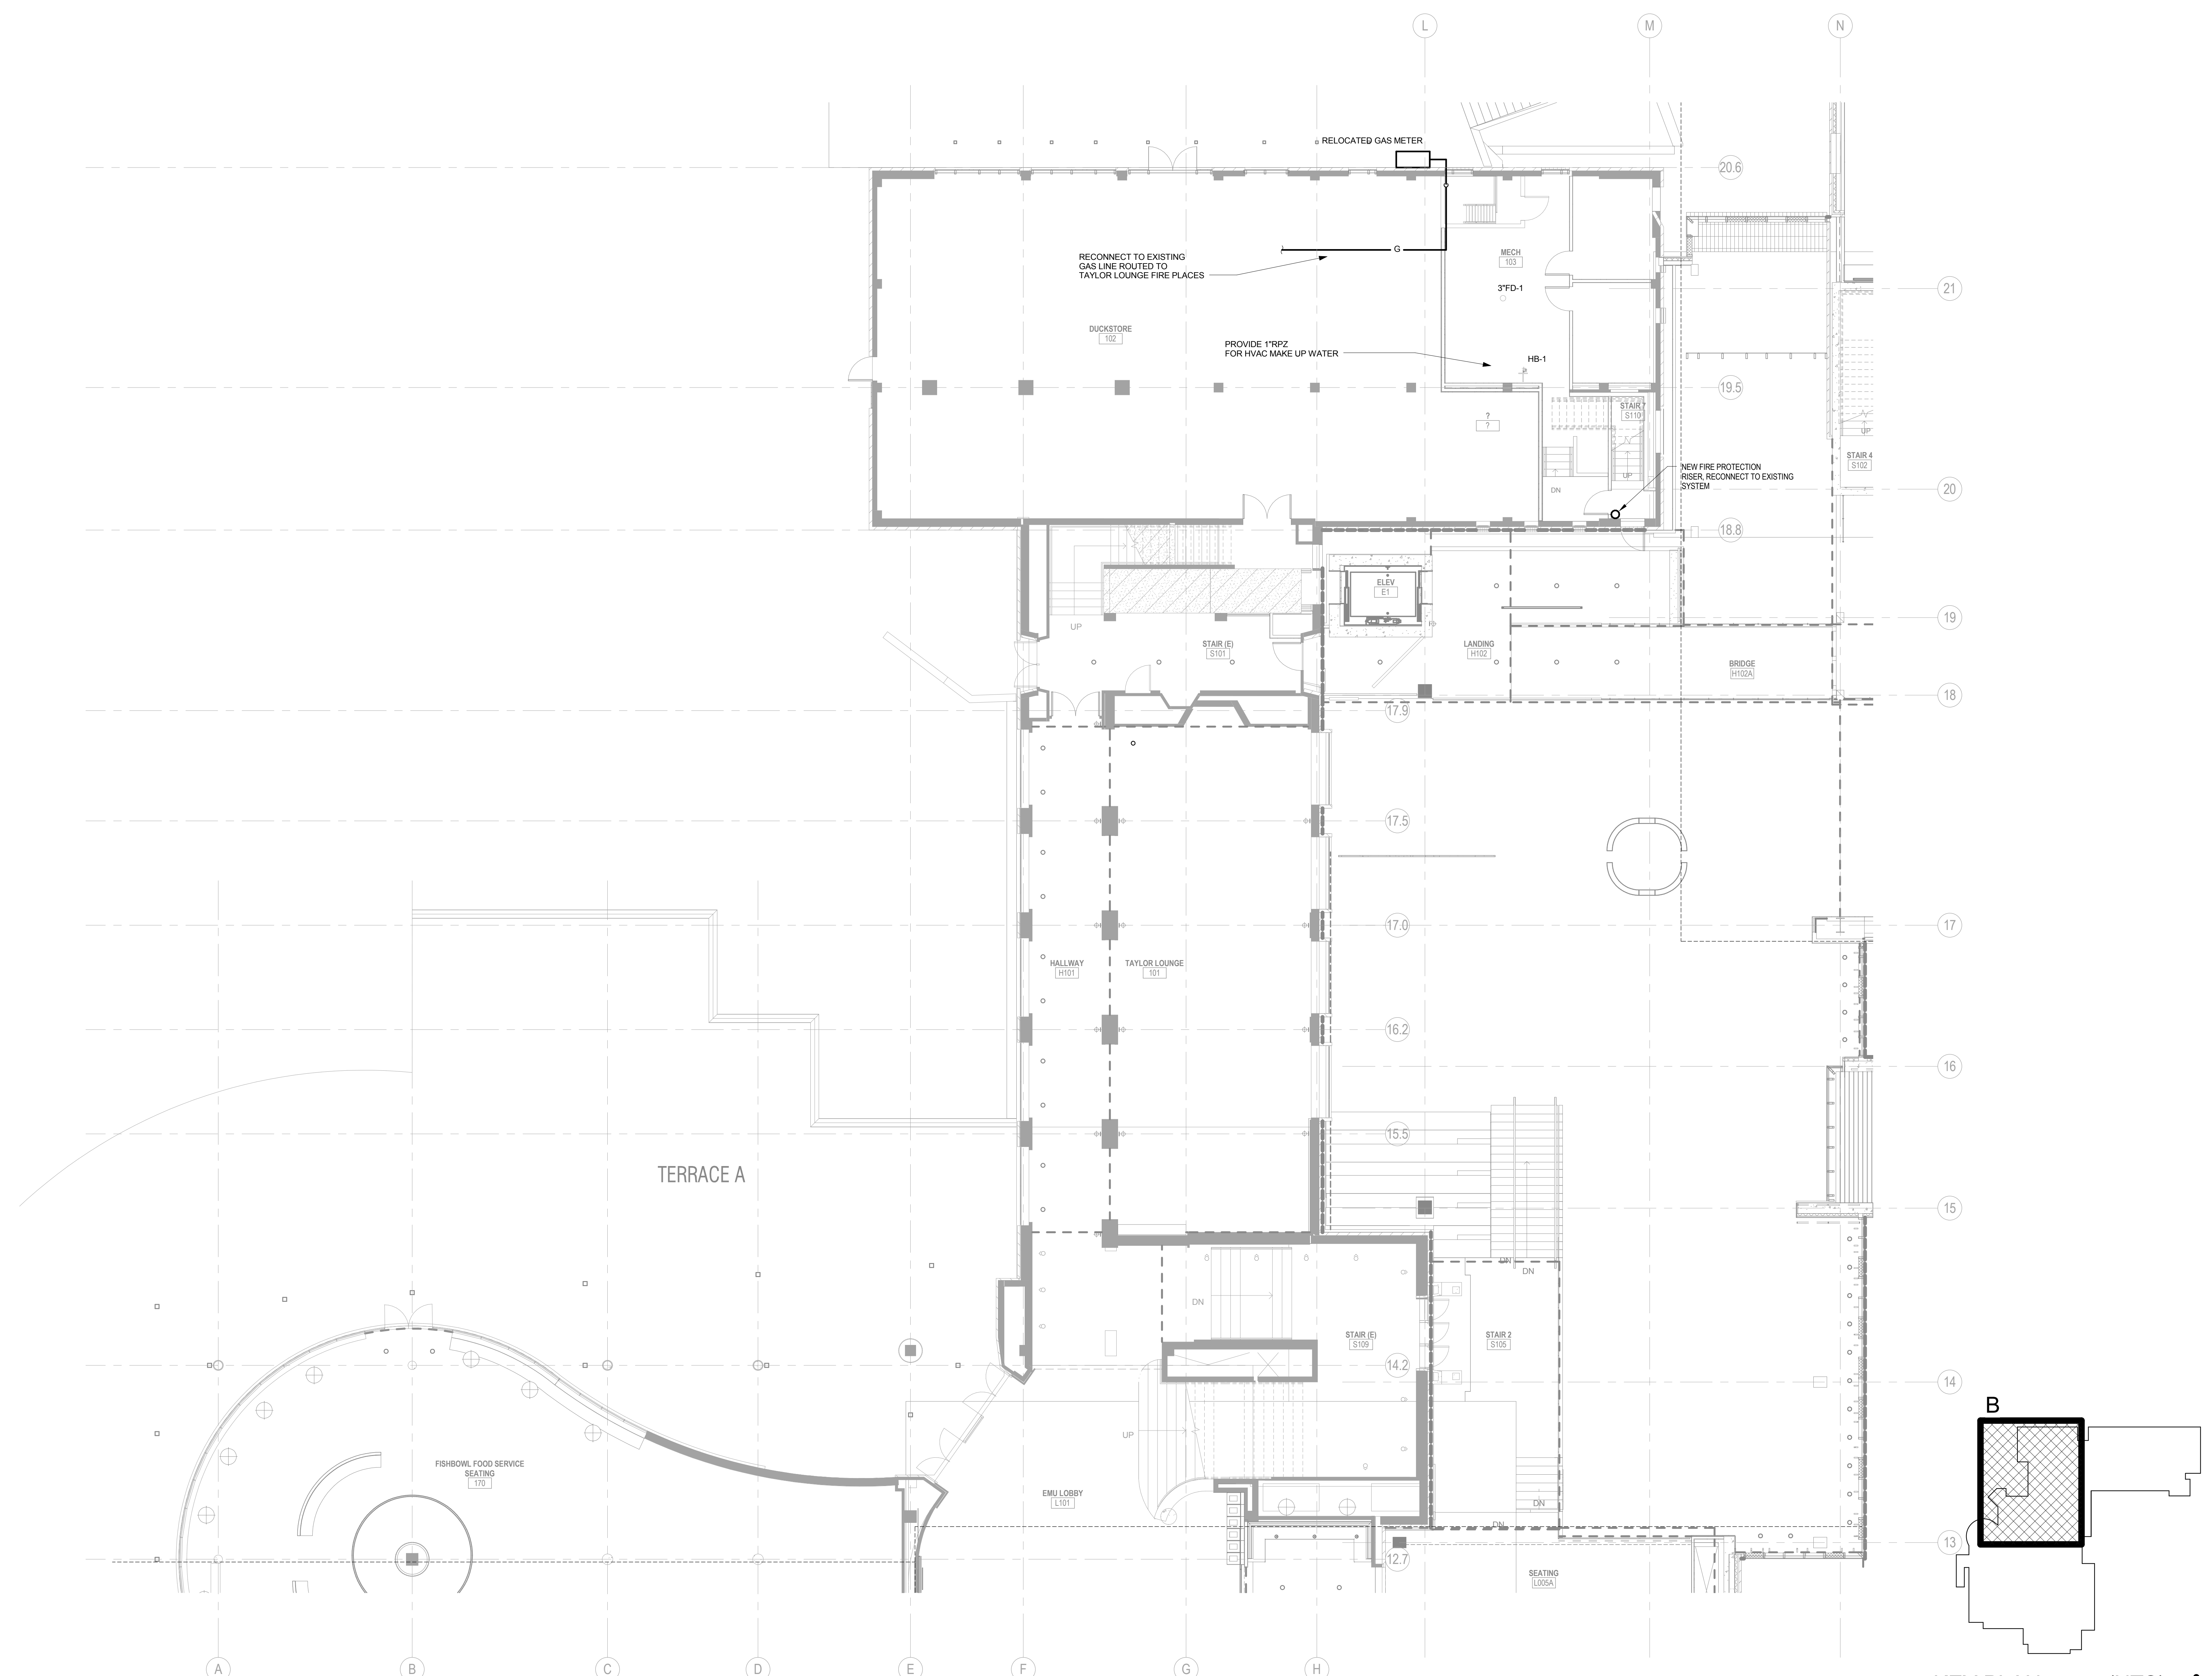 L
M
N
RELOCATED GAS METER
20.6
RECONNECT TO EXISTING
GAS LINE ROUTED TO
TAYLOR LOUNGE FIRE PLACES
G
MECH
103
3"FD-1
21
DUCKSTORE
102
PROVIDE 1"RPZ
FOR HVAC MAKE UP WATER
HB-1
19.5
?
?
STAIR 7
S110
UP
STAIR 4
S102
NEW FIRE PROTECTION
RISER, RECONNECT TO EXISTING
SYSTEM
UP
DN
20
18.8
ELEV
E1
19
UP
STAIR (E)
S101
LANDING
H102
BRIDGE
H102A
18
17.9
17.5
17.0
17
HALLWAY
H101
TAYLOR LOUNGE
101
16.2
16
15.5
TERRACE A
15
DN
DN
DN
STAIR (E)
S109
STAIR 2
S105
14.2
14
B
UP
FISHBOWL FOOD SERVICE
SEATING
170
EMU LOBBY
L101
DN
DN
13
12.7
SEATING
L005A
A
B
C
D
E
F
G
H